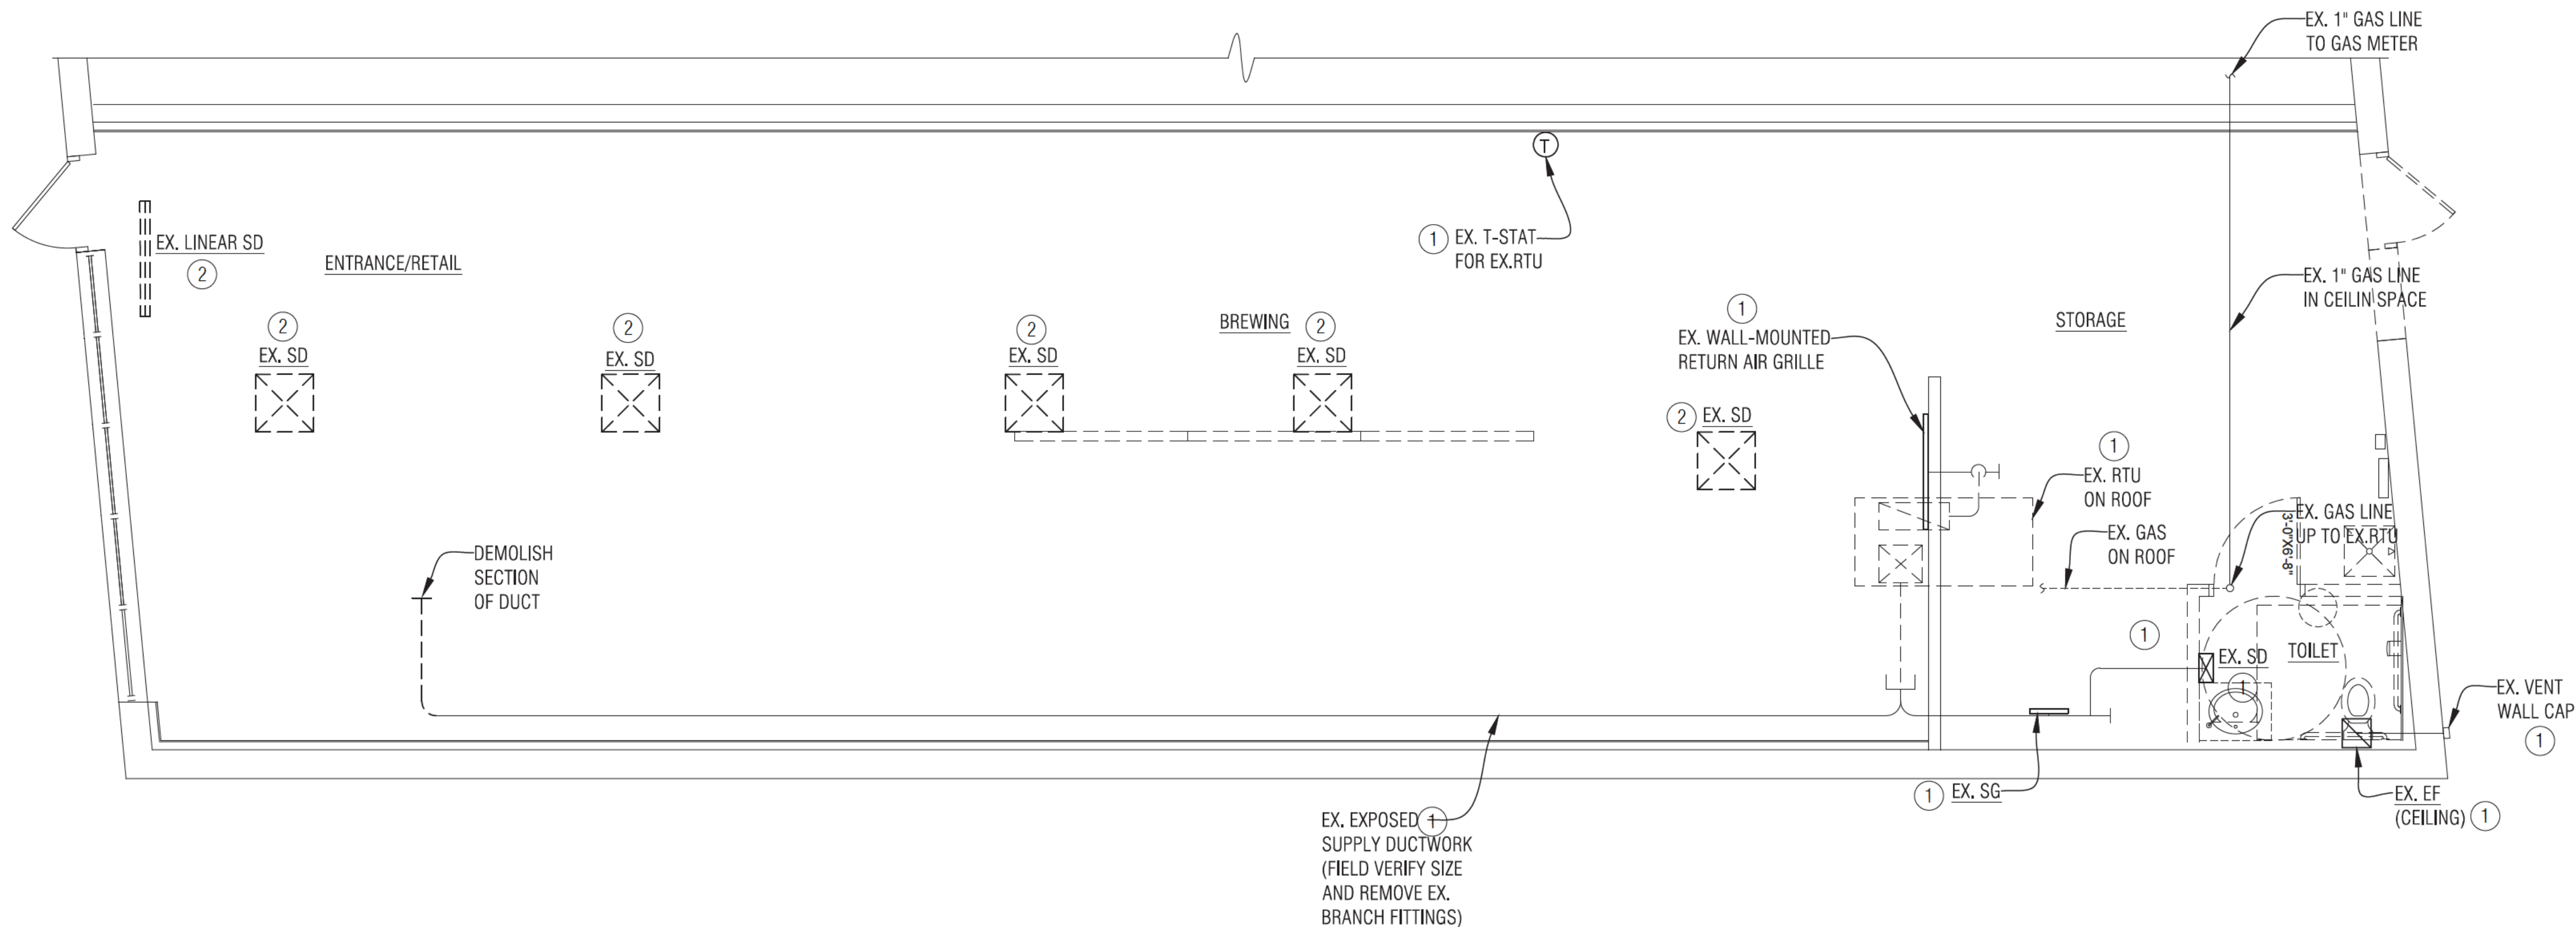 EX. 1" GAS LINE
TO GAS METER
T
1 EX. T-STAT
FOR EX.RTU
EX. LINEAR SD
2
ENTRANCE/RETAIL
EX. 1" GAS LINE
IN CEILIN SPACE
2
EX. SD
2
EX. SD
2
EX. SD
BREWING
2
EX. SD
1
EX. WALL-MOUNTED
RETURN AIR GRILLE
STORAGE
2 EX. SD
1
EX. RTU
ON ROOF
EX. GAS
ON ROOF
EX. GAS LINE
UP TO EX.RTU
3'-0"X6'-8"
DEMOLISH
SECTION
OF DUCT
1
EX. SD
1
TOILET
EX. VENT
WALL CAP
1
1 EX. SG
EX. EF
(CEILING) 1
EX. EXPOSED 1
SUPPLY DUCTWORK
(FIELD VERIFY SIZE
AND REMOVE EX.
BRANCH FITTINGS)